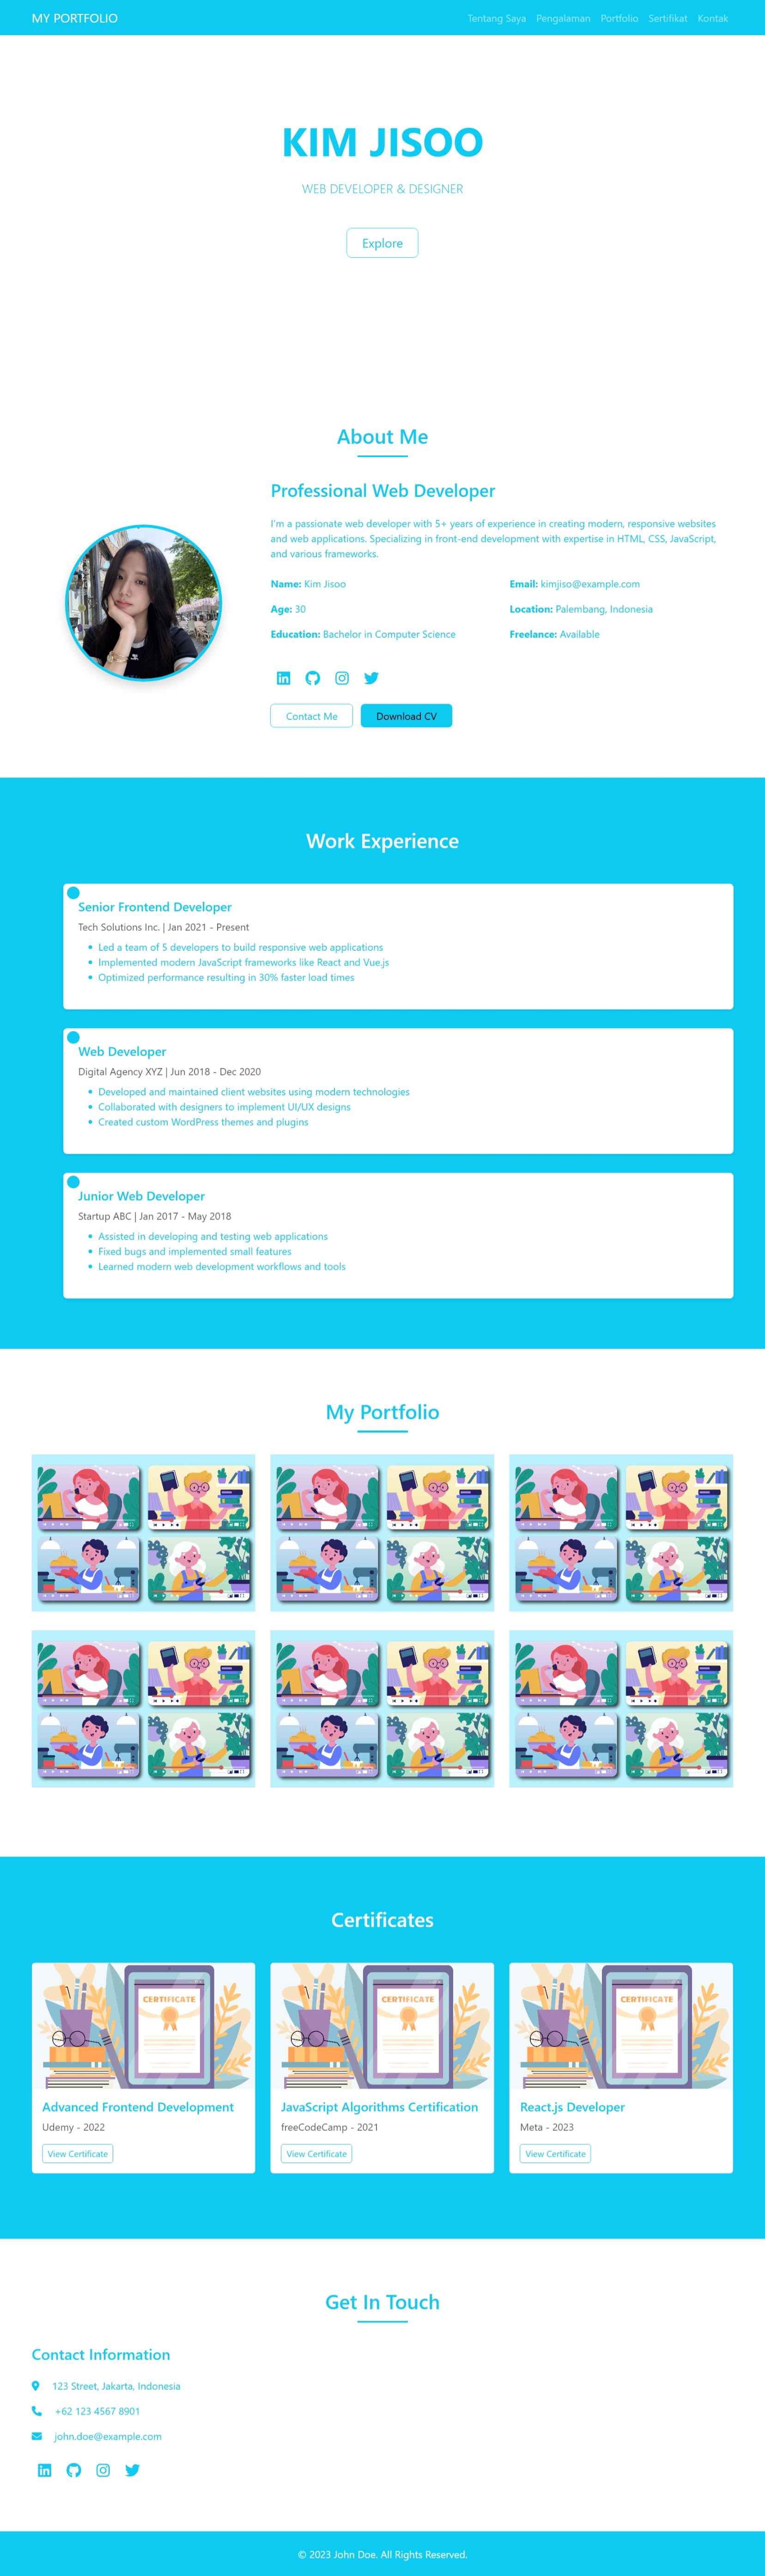 MY PORTFOLIO
Tentang Saya Pengalaman Portfolio Sertifikat Kontak
KIM JISOO
WEB DEVELOPER & DESIGNER
Explore
About Me
Professional Web Developer
I'm a passionate web developer with 5+ years of experience in creating modern, responsive websites
and web applications. Specializing in front-end development with expertise in HTML, CSS, JavaScript,
and various frameworks.
Name: Kim Jisoo
Email: kimjiso@example.com
Age: 30
Location: Palembang, Indonesia
Education: Bachelor in Computer Science
Freelance: Available
Contact Me
Download CV
Work Experience
Senior Frontend Developer
Tech Solutions Inc. | Jan 2021 - Present
Led a team of 5 developers to build responsive web applications
Implemented modern JavaScript frameworks like React and Vue.js
Optimized performance resulting in 30% faster load times
Web Developer
Digital Agency XYZ | Jun 2018 - Dec 2020
Developed and maintained client websites using modern technologies
Collaborated with designers to implement UI/UX designs
Created custom WordPress themes and plugins
Junior Web Developer
Startup ABC | Jan 2017 - May 2018
Assisted in developing and testing web applications
Fixed bugs and implemented small features
Learned modern web development workflows and tools
My Portfolio
Certificates
CERTIFICATE
CERTIFICATE
CERTIFICATE
Advanced Frontend Development
Udemy - 2022
View Certificate
JavaScript Algorithms Certification
freeCodeCamp - 2021
View Certificate
React.js Developer
Meta - 2023
View Certificate
Get In Touch
Contact Information
123 Street, Jakarta, Indonesia
+62 123 4567 8901
john.doe@example.com
© 2023 John Doe. All Rights Reserved.